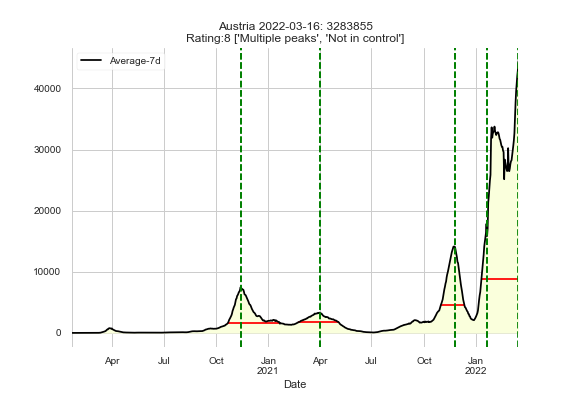 Austria 2022-03-16: 3283855
Rating:8 ['Multiple peaks', 'Not in control']
Average-7d
40000
30000
20000
10000
0
Apr Jul Oct Jan Apr Jul Oct Jan
2021 2022
Date